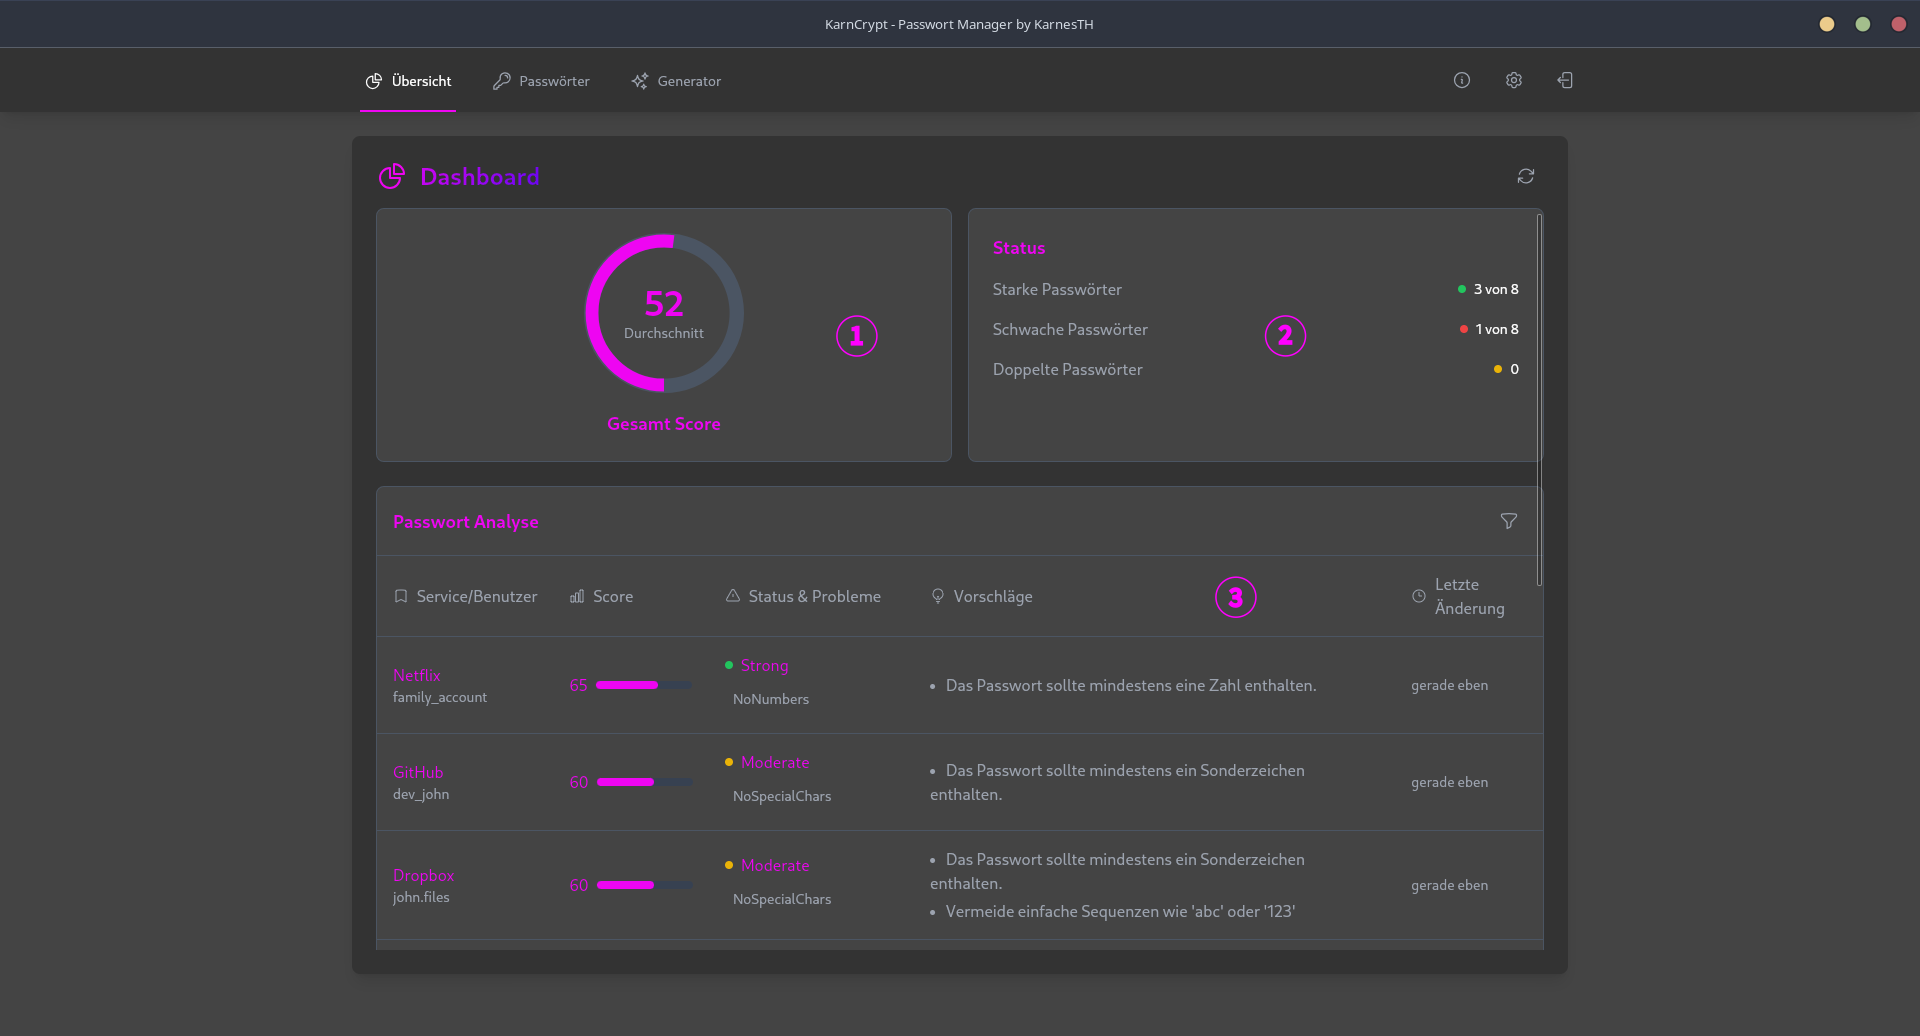 KarnCrypt - Passwort Manager by KarnesTH
Übersicht
Passwörter
Generator
Dashboard
52
Durchschnitt
Gesamt Score
1
Status
Starke Passwörter
3 von 8
Schwache Passwörter
1 von 8
Doppelte Passwörter
0
2
Passwort Analyse
Service/Benutzer
Score
Status & Probleme
Vorschläge
3
Letzte
Änderung
Netflix
family_account
65
Strong
NoNumbers
• Das Passwort sollte mindestens eine Zahl enthalten.
gerade eben
GitHub
dev_john
60
Moderate
NoSpecialChars
• Das Passwort sollte mindestens ein Sonderzeichen
enthalten.
gerade eben
Dropbox
john.files
60
Moderate
NoSpecialChars
• Das Passwort sollte mindestens ein Sonderzeichen
enthalten.
• Vermeide einfache Sequenzen wie 'abc' oder '123'
gerade eben